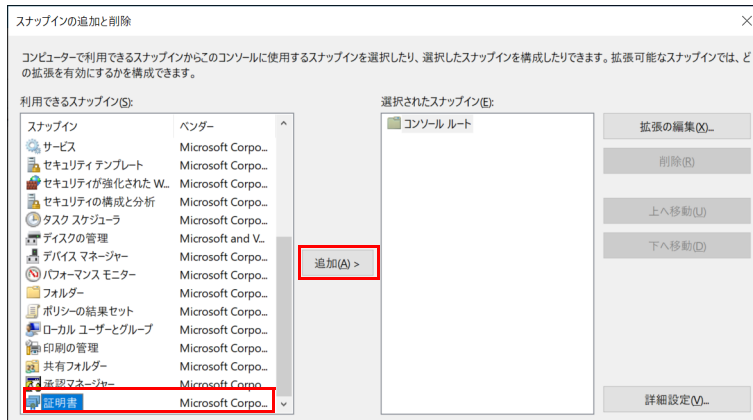 スナップインの追加と削除
コンピューターで利用できるスナップインからこのコンソールに使用するスナップインを選択したり、選択したスナップインを構成したりできます。拡張可能なスナップインでは、ど
の拡張を有効にするかを構成できます。
利用できるスナップイン(S):
スナップイン ベンダー
サービス Microsoft Corpo...
セキュリティ テンプレート Microsoft Corpo...
セキュリティが強化された W... Microsoft Corpo...
セキュリティの構成と分析 Microsoft Corpo...
タスク スケジューラ Microsoft Corpo...
ディスクの管理 Microsoft and V...
デバイス マネージャー Microsoft Corpo...
パフォーマンス モニター Microsoft Corpo...
フォルダー Microsoft Corpo...
ポリシーの結果セット Microsoft Corpo...
ローカル ユーザーとグループ Microsoft Corpo...
印刷の管理 Microsoft Corpo...
共有フォルダー Microsoft Corpo...
承認マネージャー Microsoft Corpo...
証明書 Microsoft Corpo...
追加(A) >
選択されたスナップイン(E):
コンソール ルート
拡張の編集(X)...
削除(R)
上へ移動(U)
下へ移動(D)
詳細設定(V)...